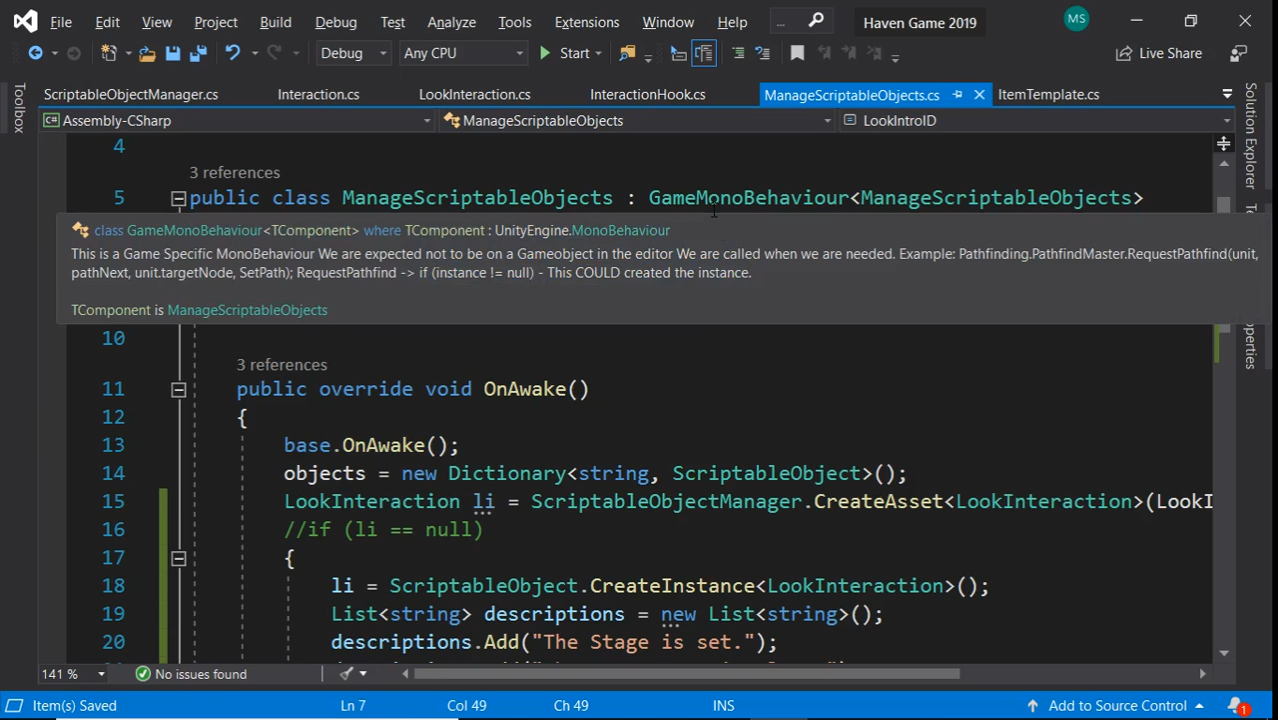 File Edit View Project Build Debug Test Analyze Tools Extensions Window Help ... Haven Game 2019 MS
Debug Any CPU Start Live Share
ScriptableObjectManager.cs Interaction.cs LookInteraction.cs InteractionHook.cs ManageScriptableObjects.cs ItemTemplate.cs
Toolbox
Solution Explorer
Assembly-CSharp ManageScriptableObjects LookIntroID
4
3 references
5 public class ManageScriptableObjects : GameMonoBehaviour<ManageScriptableObjects>
class GameMonoBehaviour<TComponent> where TComponent : UnityEngine.MonoBehaviour
This is a Game Specific MonoBehaviour We are expected not to be on a Gameobject in the editor We are called when we are needed. Example: Pathfinding.PathfindMaster.RequestPathfind(unit,
pathNext, unit.targetNode, SetPath); RequestPathfind -> if (instance != null) - This COULD created the instance.
TComponent is ManageScriptableObjects
10
3 references
11 public override void OnAwake()
12 {
13 base.OnAwake();
14 objects = new Dictionary<string, ScriptableObject>();
15 LookInteraction li = ScriptableObjectManager.CreateAsset<LookInteraction>(LookI
16 //if (li == null)
17 {
18 li = ScriptableObject.CreateInstance<LookInteraction>();
19 List<string> descriptions = new List<string>();
20 descriptions.Add("The Stage is set.");
141 % No issues found
Item(s) Saved Ln 7 Col 49 Ch 49 INS Add to Source Control 1